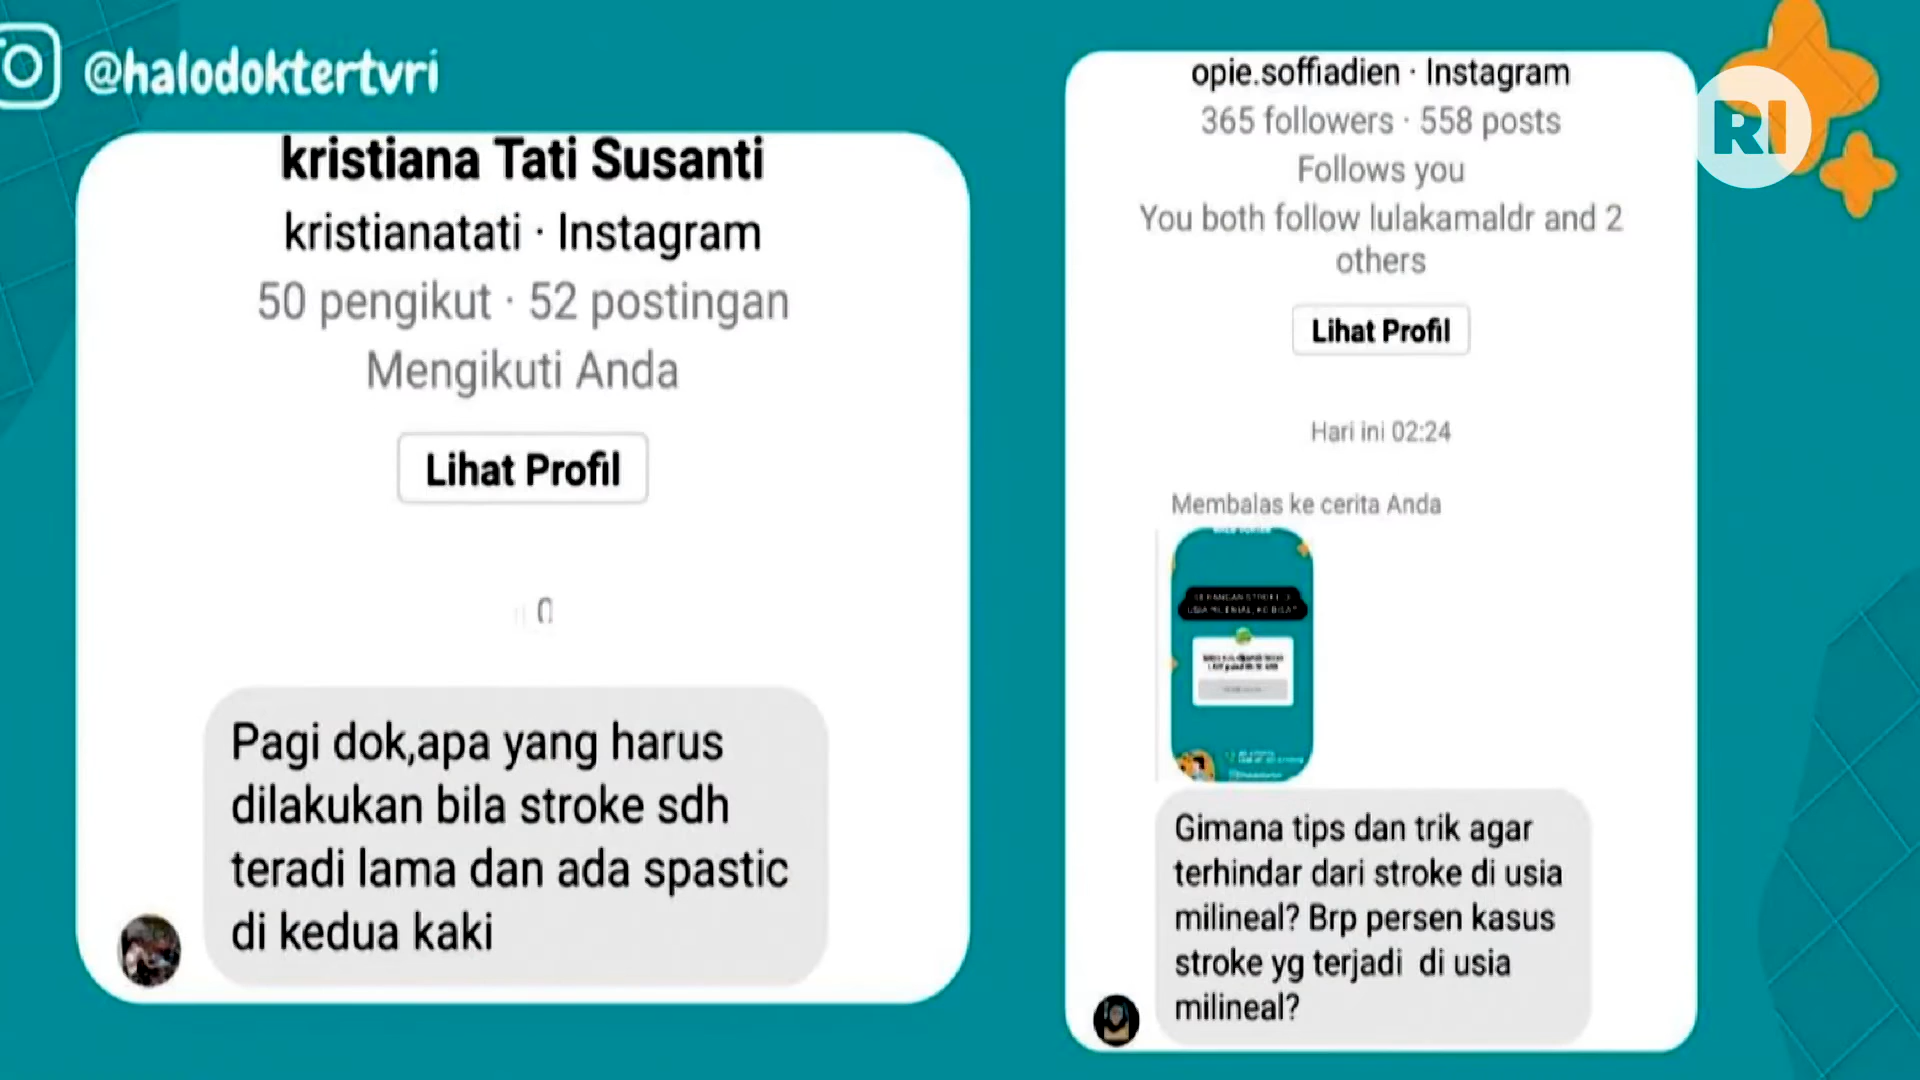 @halodoktertvri
kristiana Tati Susanti
kristianatati · Instagram
50 pengikut · 52 postingan
Mengikuti Anda
Lihat Profil
0
Pagi dok,apa yang harus
dilakukan bila stroke sdh
teradi lama dan ada spastic
di kedua kaki
opie.soffiadien · Instagram
365 followers · 558 posts
Follows you
You both follow lulakamaldr and 2
others
Lihat Profil
Hari ini 02:24
Membalas ke cerita Anda
Gimana tips dan trik agar
terhindar dari stroke di usia
milineal? Brp persen kasus
stroke yg terjadi di usia
milineal?
RI